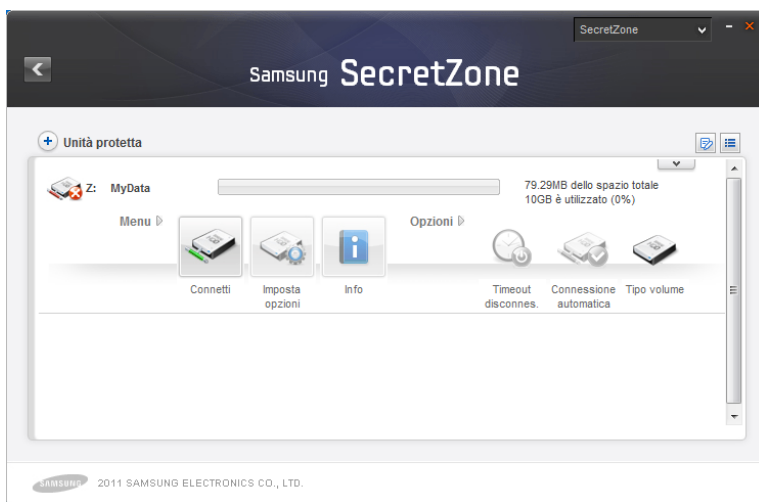 SecretZone
Samsung SecretZone
Unità protetta
Z: MyData
79.29MB dello spazio totale
10GB è utilizzato (0%)
Menu
Opzioni
Connetti
Imposta
opzioni
Info
Timeout
disconnes.
Connessione
automatica
Tipo volume
SAMSUNG 2011 SAMSUNG ELECTRONICS CO., LTD.